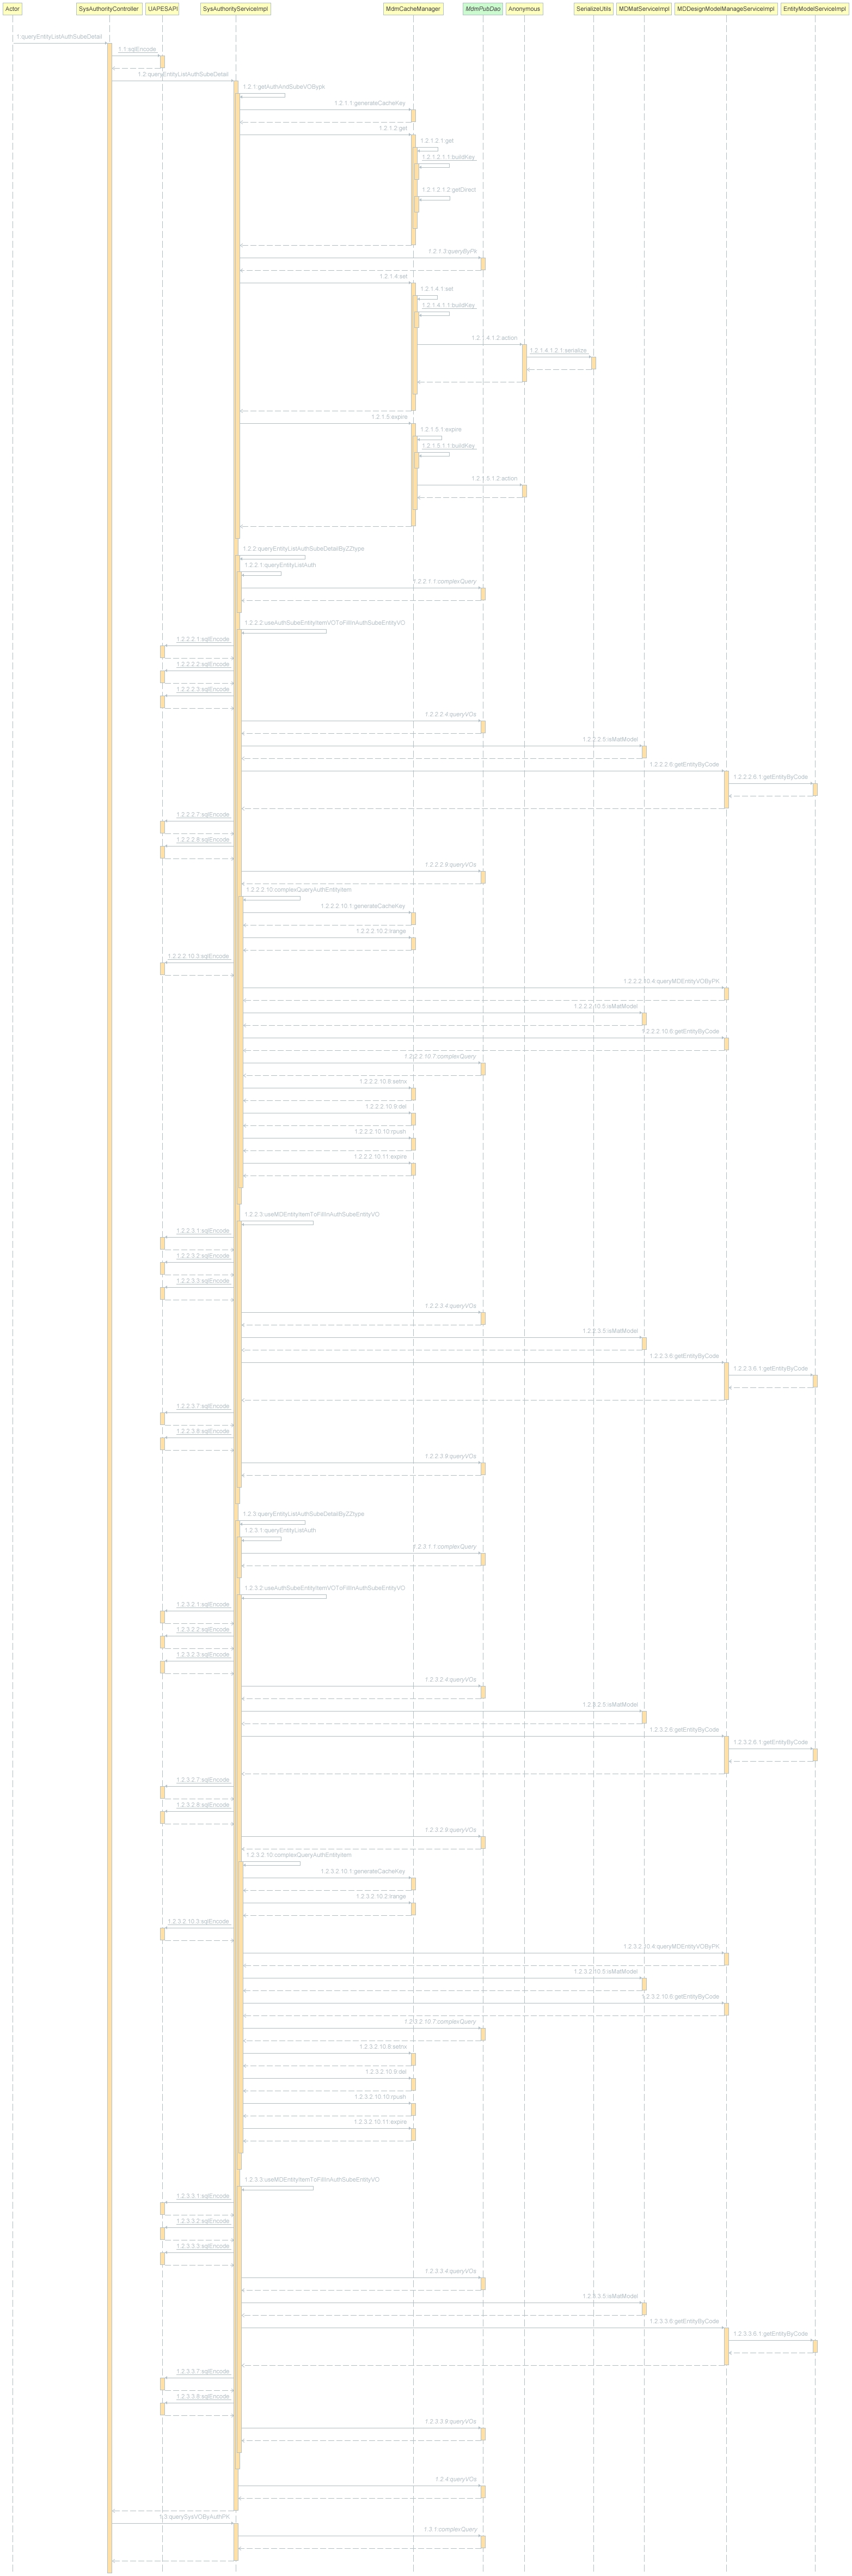 Actor
SysAuthorityController
UAPESAPI
SysAuthorityServiceImpl
MdmCacheManager
MdmPubDao
Anonymous
SerializeUtils
MDMatServiceImpl
MDDesignModelManageServiceImpl
EntityModelServiceImpl
1:queryEntityListAuthSubeDetail
1.1:sqlEncode
1.2:queryEntityListAuthSubeDetail
1.2.1:getAuthAndSubeVOBypk
1.2.1.1:generateCacheKey
1.2.1.2:get
1.2.1.2.1:get
1.2.1.2.1.1:buildKey
1.2.1.2.1.2:getDirect
1.2.1.3:queryByPk
1.2.1.4:set
1.2.1.4.1:set
1.2.1.4.1.1:buildKey
1.2.1.4.1.2:action
1.2.1.4.1.2.1:serialize
1.2.1.5:expire
1.2.1.5.1:expire
1.2.1.5.1.1:buildKey
1.2.1.5.1.2:action
1.2.2:queryEntityListAuthSubeDetailByZZtype
1.2.2.1:queryEntityListAuth
1.2.2.1.1:complexQuery
1.2.2.2:useAuthSubeEntityItemVOToFillInAuthSubeEntityVO
1.2.2.2.1:sqlEncode
1.2.2.2.2:sqlEncode
1.2.2.2.3:sqlEncode
1.2.2.2.4:queryVOs
1.2.2.2.5:isMatModel
1.2.2.2.6:getEntityByCode
1.2.2.2.6.1:getEntityByCode
1.2.2.2.7:sqlEncode
1.2.2.2.8:sqlEncode
1.2.2.2.9:queryVOs
1.2.2.2.10:complexQueryAuthEntityitem
1.2.2.2.10.1:generateCacheKey
1.2.2.2.10.2:lrange
1.2.2.2.10.3:sqlEncode
1.2.2.2.10.4:queryMDEntityVOByPK
1.2.2.2.10.5:isMatModel
1.2.2.2.10.6:getEntityByCode
1.2.2.2.10.7:complexQuery
1.2.2.2.10.8:setnx
1.2.2.2.10.9:del
1.2.2.2.10.10:rpush
1.2.2.2.10.11:expire
1.2.2.3:useMDEntityItemToFillInAuthSubeEntityVO
1.2.2.3.1:sqlEncode
1.2.2.3.2:sqlEncode
1.2.2.3.3:sqlEncode
1.2.2.3.4:queryVOs
1.2.2.3.5:isMatModel
1.2.2.3.6:getEntityByCode
1.2.2.3.6.1:getEntityByCode
1.2.2.3.7:sqlEncode
1.2.2.3.8:sqlEncode
1.2.2.3.9:queryVOs
1.2.3:queryEntityListAuthSubeDetailByZZtype
1.2.3.1:queryEntityListAuth
1.2.3.1.1:complexQuery
1.2.3.2:useAuthSubeEntityItemVOToFillInAuthSubeEntityVO
1.2.3.2.1:sqlEncode
1.2.3.2.2:sqlEncode
1.2.3.2.3:sqlEncode
1.2.3.2.4:queryVOs
1.2.3.2.5:isMatModel
1.2.3.2.6:getEntityByCode
1.2.3.2.6.1:getEntityByCode
1.2.3.2.7:sqlEncode
1.2.3.2.8:sqlEncode
1.2.3.2.9:queryVOs
1.2.3.2.10:complexQueryAuthEntityitem
1.2.3.2.10.1:generateCacheKey
1.2.3.2.10.2:lrange
1.2.3.2.10.3:sqlEncode
1.2.3.2.10.4:queryMDEntityVOByPK
1.2.3.2.10.5:isMatModel
1.2.3.2.10.6:getEntityByCode
1.2.3.2.10.7:complexQuery
1.2.3.2.10.8:setnx
1.2.3.2.10.9:del
1.2.3.2.10.10:rpush
1.2.3.2.10.11:expire
1.2.3.3:useMDEntityItemToFillInAuthSubeEntityVO
1.2.3.3.1:sqlEncode
1.2.3.3.2:sqlEncode
1.2.3.3.3:sqlEncode
1.2.3.3.4:queryVOs
1.2.3.3.5:isMatModel
1.2.3.3.6:getEntityByCode
1.2.3.3.6.1:getEntityByCode
1.2.3.3.7:sqlEncode
1.2.3.3.8:sqlEncode
1.2.3.3.9:queryVOs
1.2.4:queryVOs
1.3:querySysVOByAuthPK
1.3.1:complexQuery